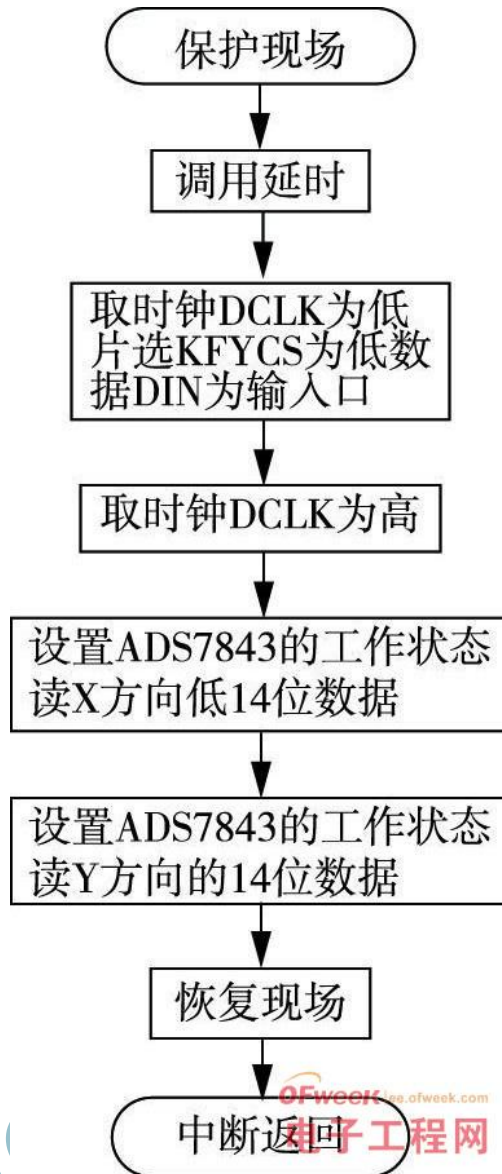 保护现场
调用延时
取时钟DCLK为低
片选KFYCS为低数
据DIN为输入口
取时钟DCLK为高
设置ADS7843的工作状态
读X方向低14位数据
设置ADS7843的工作状态
读Y方向的14位数据
恢复现场
中断返回
OFweek ee.ofweek.com
电子工程网